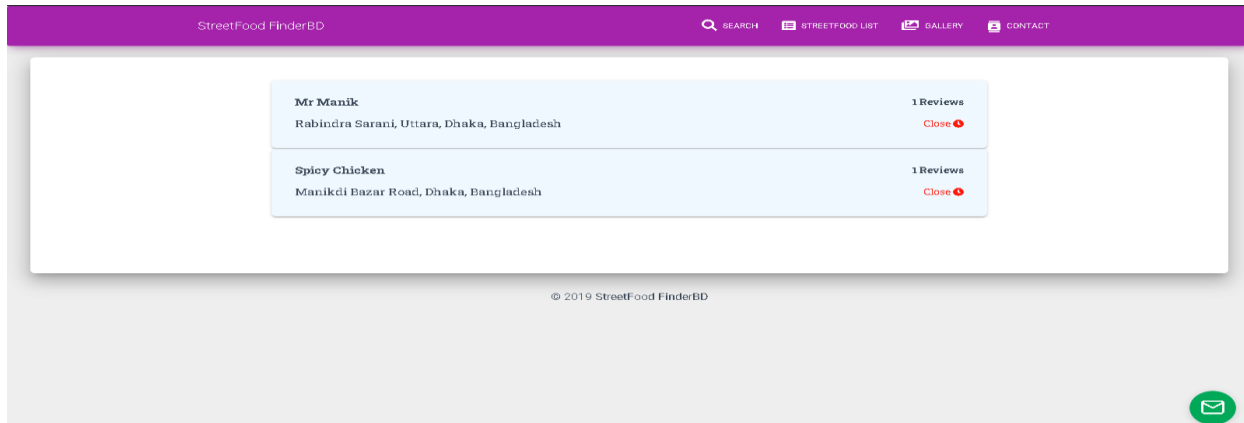 StreetFood FinderBD SEARCH STREETFOOD LIST GALLERY CONTACT
Mr Manik 1 Reviews
Rabindra Sarani, Uttara, Dhaka, Bangladesh Close
Spicy Chicken 1 Reviews
Manikdi Bazar Road, Dhaka, Bangladesh Close
© 2019 StreetFood FinderBD